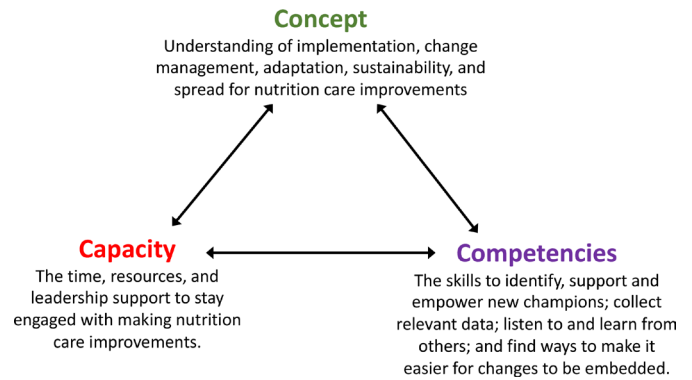 Concept
Understanding of implementation, change
management, adaptation, sustainability, and
spread for nutrition care improvements
Capacity
The time, resources, and
leadership support to stay
engaged with making nutrition
care improvements.
Competencies
The skills to identify, support and
empower new champions; collect
relevant data; listen to and learn from
others; and find ways to make it
easier for changes to be embedded.